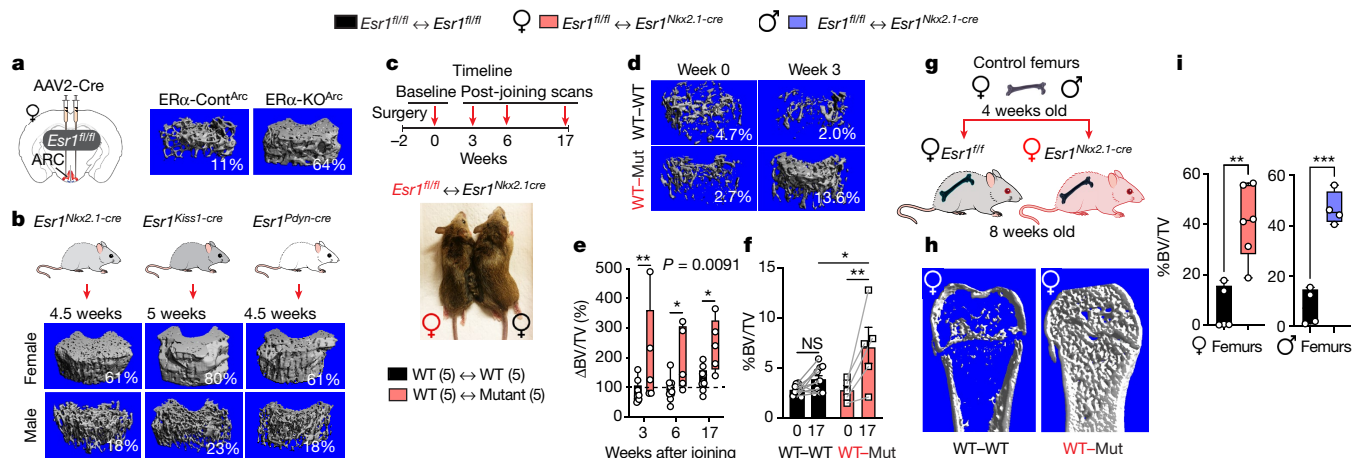 Esr1fl/fl ↔ Esr1fl/fl
♀ Esr1fl/fl ↔ Esr1Nkx2.1-cre
♂ Esr1fl/fl ↔ Esr1Nkx2.1-cre
a
AAV2-Cre
♀
Esr1fl/fl
ARC
ERα-ContArc
11%
ERα-KOArc
64%
b
Esr1Nkx2.1-cre Esr1Kiss1-cre Esr1Pdyn-cre
4.5 weeks 5 weeks 4.5 weeks
Female
61% 80% 61%
Male
18% 23% 18%
c
Timeline
Baseline Post-joining scans
Surgery
−2 0 3 6 17
Weeks
Esr1fl/fl ↔ Esr1Nkx2.1cre
♀ ♀
WT (5) ↔ WT (5)
WT (5) ↔ Mutant (5)
d
Week 0 Week 3
WT–WT
4.7% 2.0%
WT–Mut
2.7% 13.6%
e
P = 0.0091
** * *
ΔBV/TV (%)
500
400
300
200
100
0
3 6 17
Weeks after joining
f
*
**
NS
%BV/TV
15
10
5
0
0 17 0 17
WT–WT WT–Mut
g
Control femurs
♀ ♂
4 weeks old
♀ Esr1f/f ♀ Esr1Nkx2.1-cre
8 weeks old
h
♀ ♀
WT–WT WT–Mut
i
** ***
%BV/TV
60
40
20
0
60
40
20
0
♀ Femurs ♂ Femurs